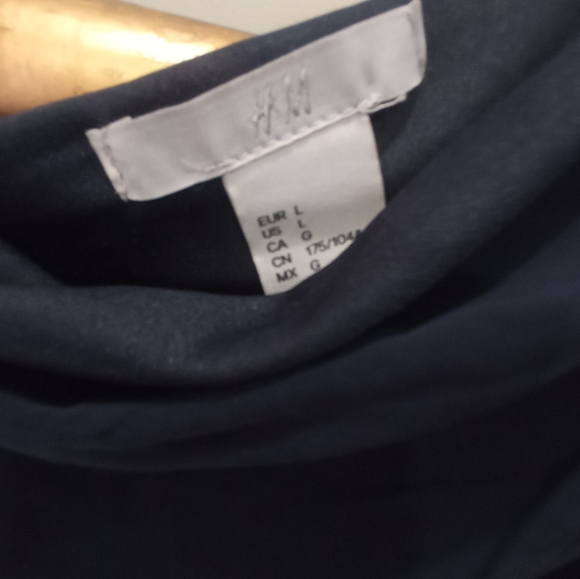 H&M
EUR L
US L
CA G
CN 175/104A
MX G